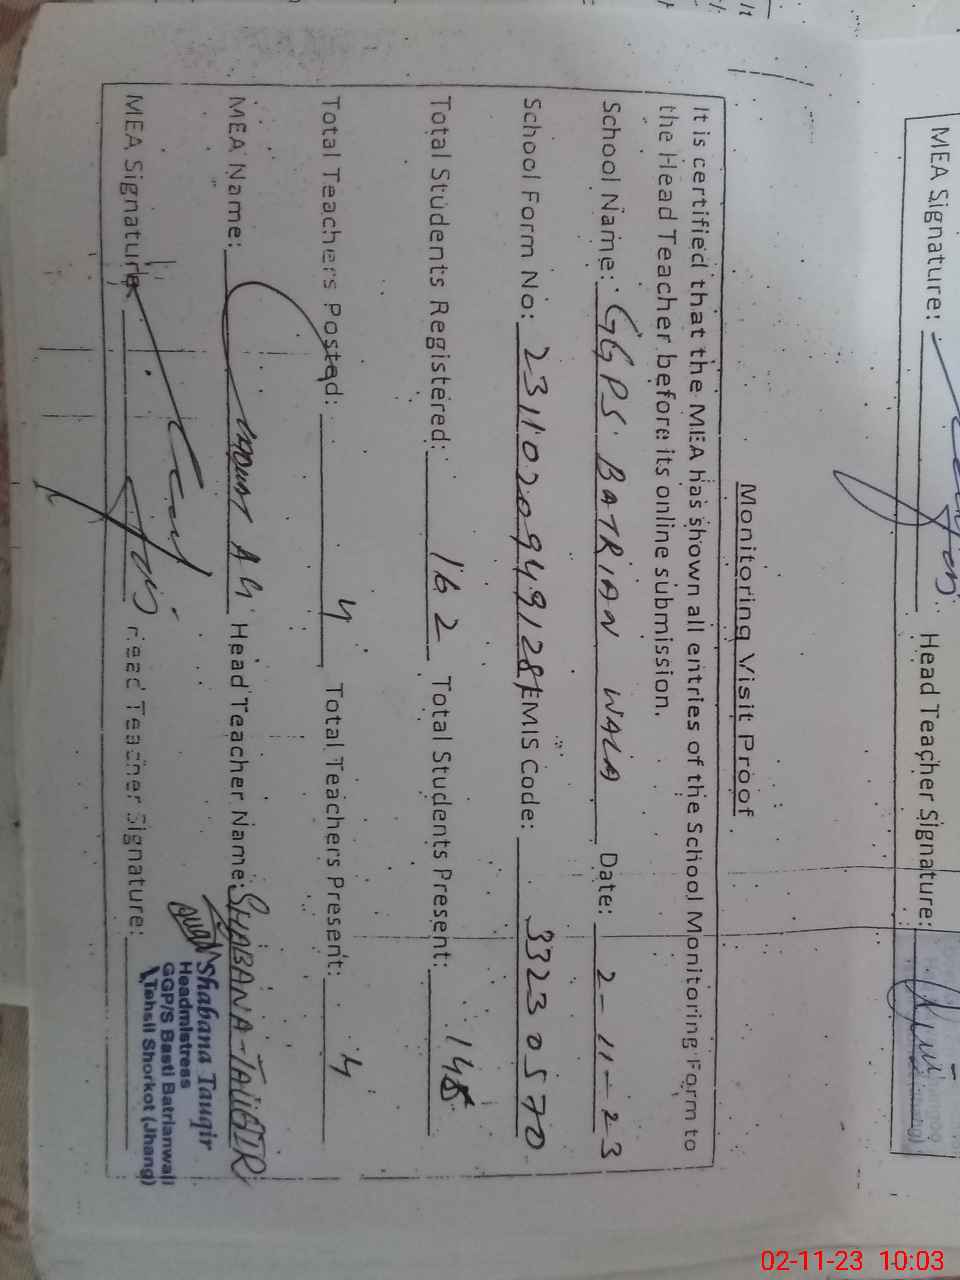 MEA Signature: Head Teacher Signature:
Monitoring Visit Proof
It is certified that the MEA has shown all entries of the School Monitoring Form to
the Head Teacher before its online submission.
School Name: GGPS BATRIAN WALA Date: 2-11-23
School Form No: 2311020949128 EMIS Code: 33230570
Total Students Registered: 162 Total Students Present: 148
Total Teachers Posted: 4 Total Teachers Present: 4
MEA Name: Head Teacher Name: SHABANA-TAUQIR
MEA Signature Head Teacher Signature:
Shabana Tauqir
Headmistress
GGP/S Basti Batrianwali
Tehsil Shorkot (Jhang)
02-11-23 10:03